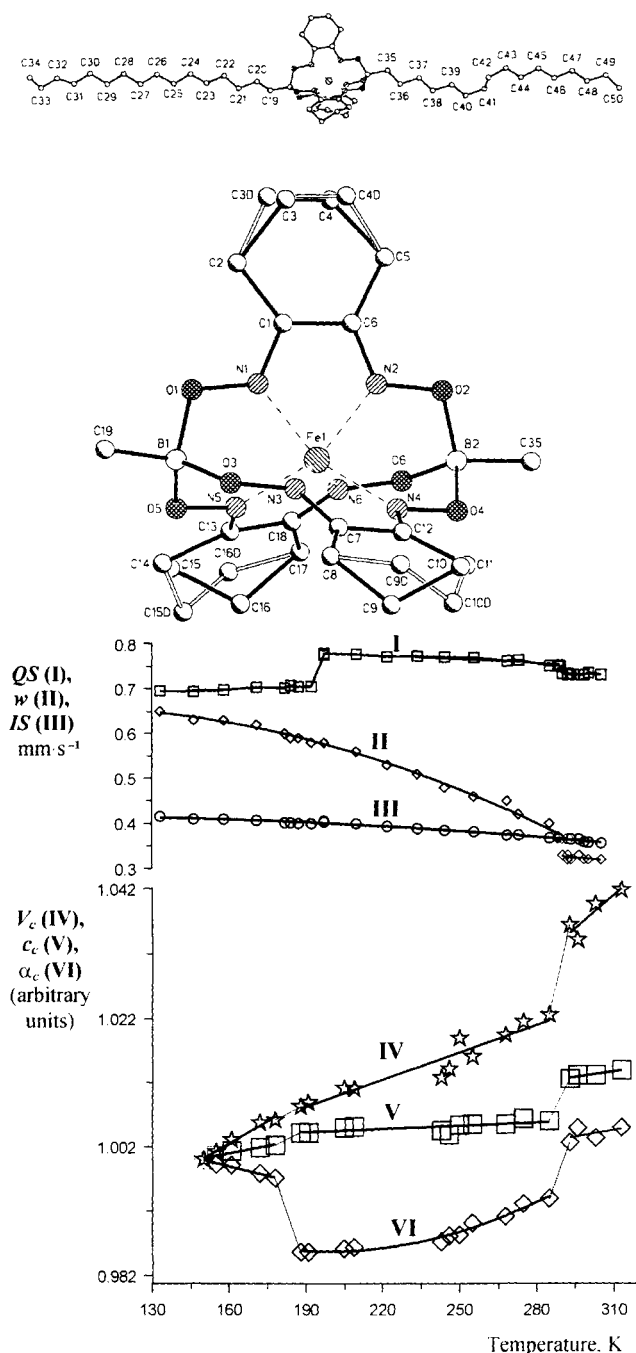 C34 C32 C30 C28 C26 C24 C22 C2C
C33 C31 C29 C27 C25 C23 C21 C19
C35 C37 C39 C42 C43 C45 C47 C49
C36 C38 C40 C41 C44 C46 C48 C50
C3D C3 C4 C4D
C2 C5
C1 C6
N1 N2
O1 O2
Fe1
C19 B1 B2 C35
O3 C6
O5 N5 N3 N6 N4 O4
C13 C18 C7 C12
C14 C15 C16D C17 C8 C9D C10 C11
C15D C16 C9 C1CD
QS (I),
w (II),
IS (III)
mm·s⁻¹
0.8
0.7
0.6
0.5
0.4
0.3
I
II
III
Vc (IV),
cc (V),
αc (VI)
(arbitrary
units)
1.042
1.022
1.002
0.982
IV
V
VI
130 160 190 220 250 280 310
Temperature, K